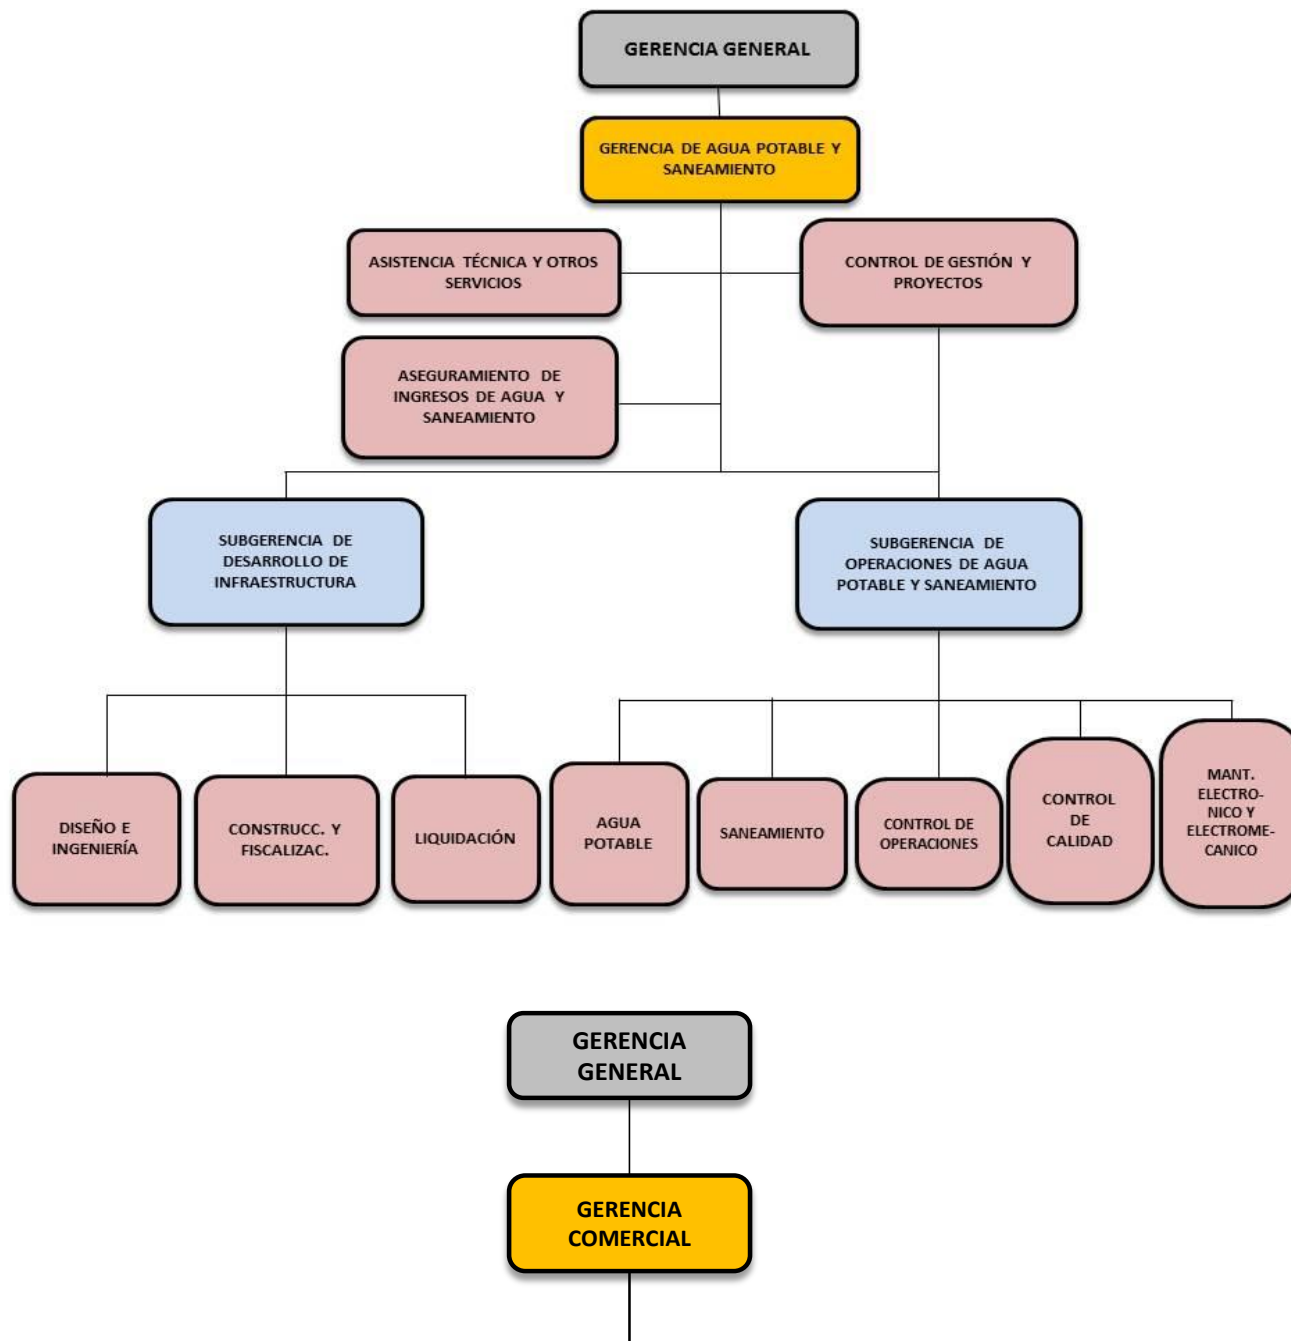 GERENCIA GENERAL
GERENCIA DE AGUA POTABLE Y
SANEAMIENTO
ASISTENCIA TÉCNICA Y OTROS
SERVICIOS
CONTROL DE GESTIÓN Y
PROYECTOS
ASEGURAMIENTO DE
INGRESOS DE AGUA Y
SANEAMIENTO
SUBGERENCIA DE
DESARROLLO DE
INFRAESTRUCTURA
SUBGERENCIA DE
OPERACIONES DE AGUA
POTABLE Y SANEAMIENTO
DISEÑO E
INGENIERÍA
CONSTRUCC. Y
FISCALIZAC.
LIQUIDACIÓN
AGUA
POTABLE
SANEAMIENTO
CONTROL DE
OPERACIONES
CONTROL
DE
CALIDAD
MANT.
ELECTRO-
NICO Y
ELECTROME-
CANICO
GERENCIA
GENERAL
GERENCIA
COMERCIAL